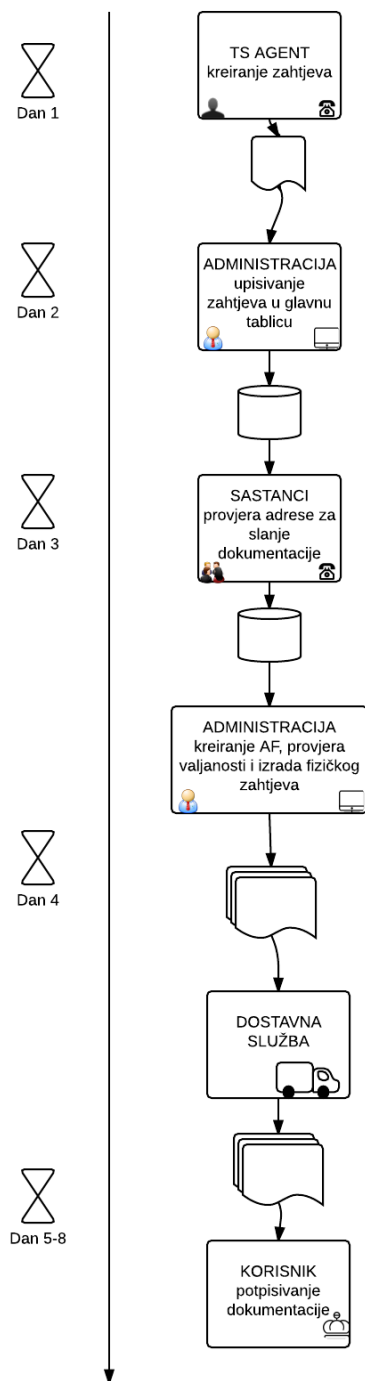 TS AGENT
kreiranje zahtjeva
Dan 1
ADMINISTRACIJA
upisivanje
zahtjeva u glavnu
tablicu
Dan 2
SASTANCI
provjera adrese za
slanje
dokumentacije
Dan 3
ADMINISTRACIJA
kreiranje AF, provjera
valjanosti i izrada fizičkog
zahtjeva
Dan 4
DOSTAVNA
SLUŽBA
Dan 5-8
KORISNIK
potpisivanje
dokumentacije